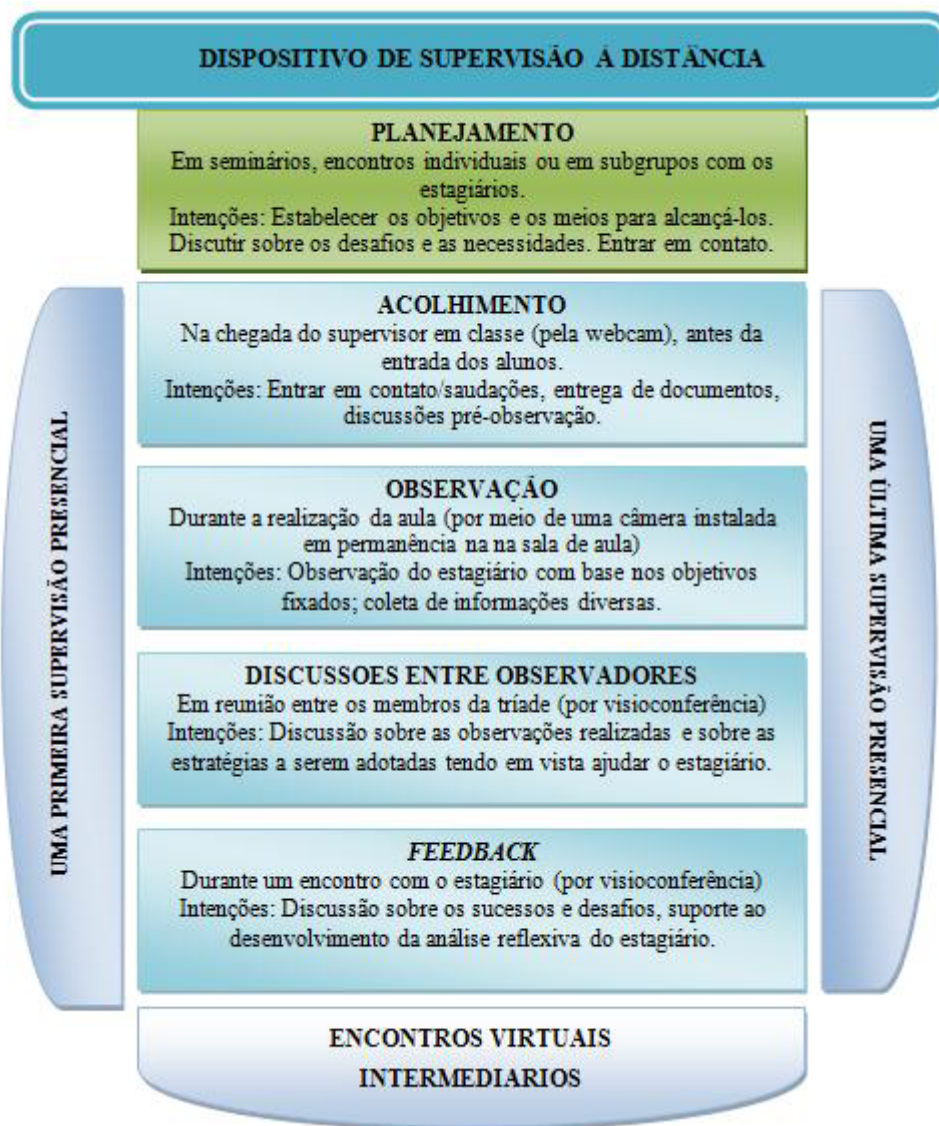 DISPOSITIVO DE SUPERVISÃO Á DISTÂNCIA
PLANEJAMENTO
Em seminários, encontros individuais ou em subgrupos com os
estagiários.
Intenções: Estabelecer os objetivos e os meios para alcançá-los.
Discutir sobre os desafios e as necessidades. Entrar em contato.
UMA PRIMEIRA SUPERVISÃO PRESENCIAL
ACOLHIMENTO
Na chegada do supervisor em classe (pela webcam), antes da
entrada dos alunos.
Intenções: Entrar em contato/saudações, entrega de documentos,
discussões pré-observação.
OBSERVAÇÃO
Durante a realização da aula (por meio de uma câmera instalada
em permanência na na sala de aula)
Intenções: Observação do estagiário com base nos objetivos
fixados; coleta de informações diversas.
DISCUSSOES ENTRE OBSERVADORES
Em reunião entre os membros da tríade (por visioconferência)
Intenções: Discussão sobre as observações realizadas e sobre as
estratégias a serem adotadas tendo em vista ajudar o estagiário.
FEEDBACK
Durante um encontro com o estagiário (por visioconferência)
Intenções: Discussão sobre os sucessos e desafios, suporte ao
desenvolvimento da análise reflexiva do estagiário.
UMA ÚLTIMA SUPERVISÃO PRESENCIAL
ENCONTROS VIRTUAIS
INTERMEDIARIOS